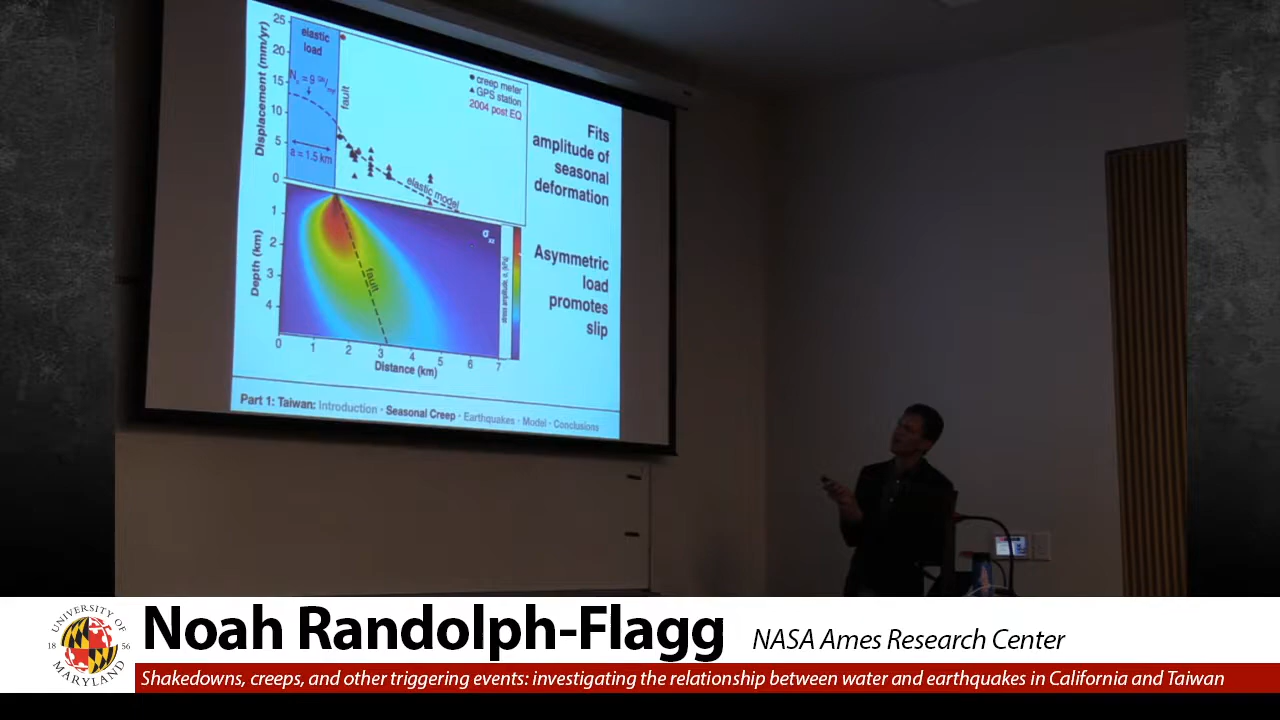 25
20
15
10
5
0
Displacement (mm/yr)
elastic
load
a = 1.5 km
fault
creep meter
GPS station
2004 post EQ
elastic model
Fits
amplitude of
seasonal
deformation
1
2
3
4
Depth (km)
fault
σxz
Asymmetric
load
promotes
slip
0 1 2 3 4 5 6 7
Distance (km)
Part 1: Taiwan: Introduction · Seasonal Creep · Earthquakes · Model · Conclusions
UNIVERSITY OF
18 56
MARYLAND
Noah Randolph-Flagg NASA Ames Research Center
Shakedowns, creeps, and other triggering events: investigating the relationship between water and earthquakes in California and Taiwan